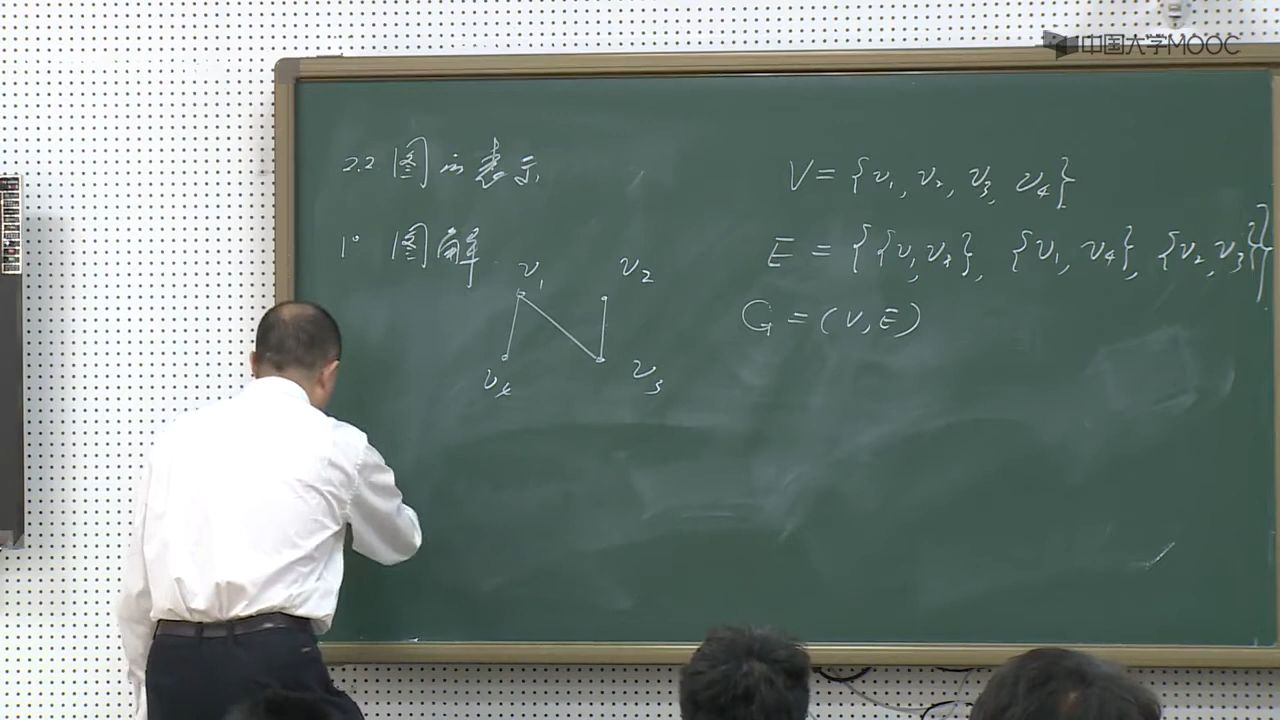 中国大学MOOC
2.2 图的表示
V = {v₁, v₂, v₃, v₄}
1° 图解
E = {{v₁, v₃}, {v₁, v₄}, {v₂, v₃}}
v₁ v₂
G = (V, E)
v₄ v₃